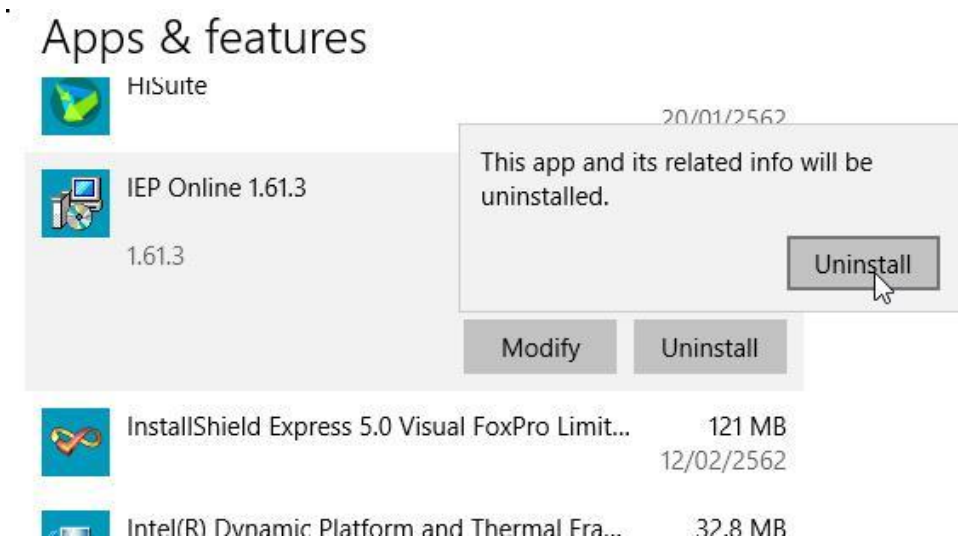 Apps & features
HiSuite
20/01/2562
This app and its related info will be
uninstalled.
Uninstall
IEP Online 1.61.3
1.61.3
Modify
Uninstall
InstallShield Express 5.0 Visual FoxPro Limit...
121 MB
12/02/2562
Intel(R) Dynamic Platform and Thermal Fra...
32.8 MB